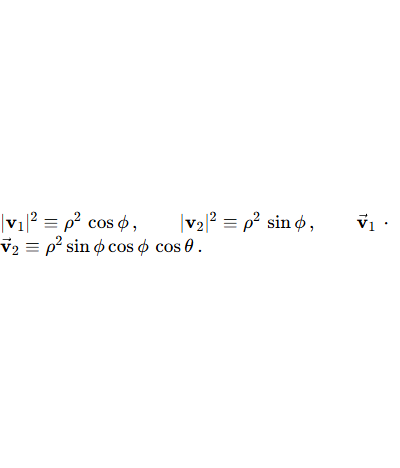 |v₁|² ≡ ρ² cos ϕ , |v₂|² ≡ ρ² sin ϕ , v⃗₁ ·
v⃗₂ ≡ ρ² sin ϕ cos ϕ cos θ .